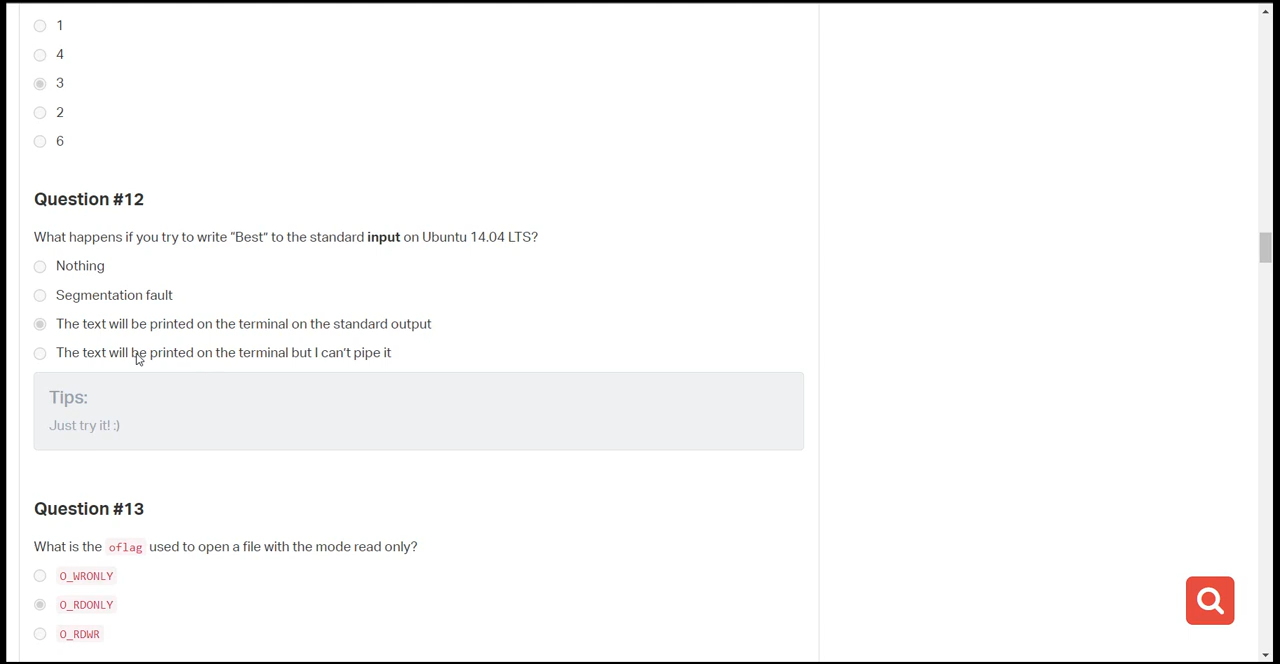 1
4
3
2
6
Question #12
What happens if you try to write “Best” to the standard input on Ubuntu 14.04 LTS?
Nothing
Segmentation fault
The text will be printed on the terminal on the standard output
The text will be printed on the terminal but I can’t pipe it
Tips:
Just try it! :)
Question #13
What is the oflag used to open a file with the mode read only?
O_WRONLY
O_RDONLY
O_RDWR